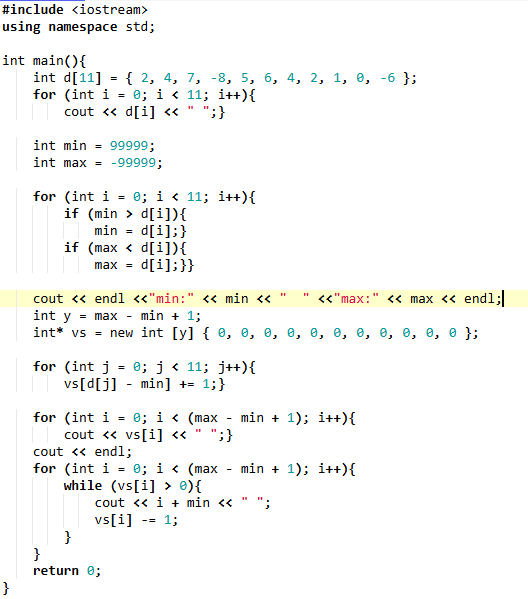 #include <iostream>
using namespace std;
int main(){
    int d[11] = { 2, 4, 7, -8, 5, 6, 4, 2, 1, 0, -6 };
    for (int i = 0; i < 11; i++){
        cout << d[i] << " ";}
    int min = 99999;
    int max = -99999;
    for (int i = 0; i < 11; i++){
        if (min > d[i]){
            min = d[i];}
        if (max < d[i]){
            max = d[i];}}
    cout << endl <<"min:" << min << "  " <<"max:" << max << endl;
    int y = max - min + 1;
    int* vs = new int [y] { 0, 0, 0, 0, 0, 0, 0, 0, 0, 0, 0 };
    for (int j = 0; j < 11; j++){
        vs[d[j] - min] += 1;}
    for (int i = 0; i < (max - min + 1); i++){
        cout << vs[i] << " ";}
    cout << endl;
    for (int i = 0; i < (max - min + 1); i++){
        while (vs[i] > 0){
            cout << i + min << " ";
            vs[i] -= 1;
        }
    }
    return 0;
}